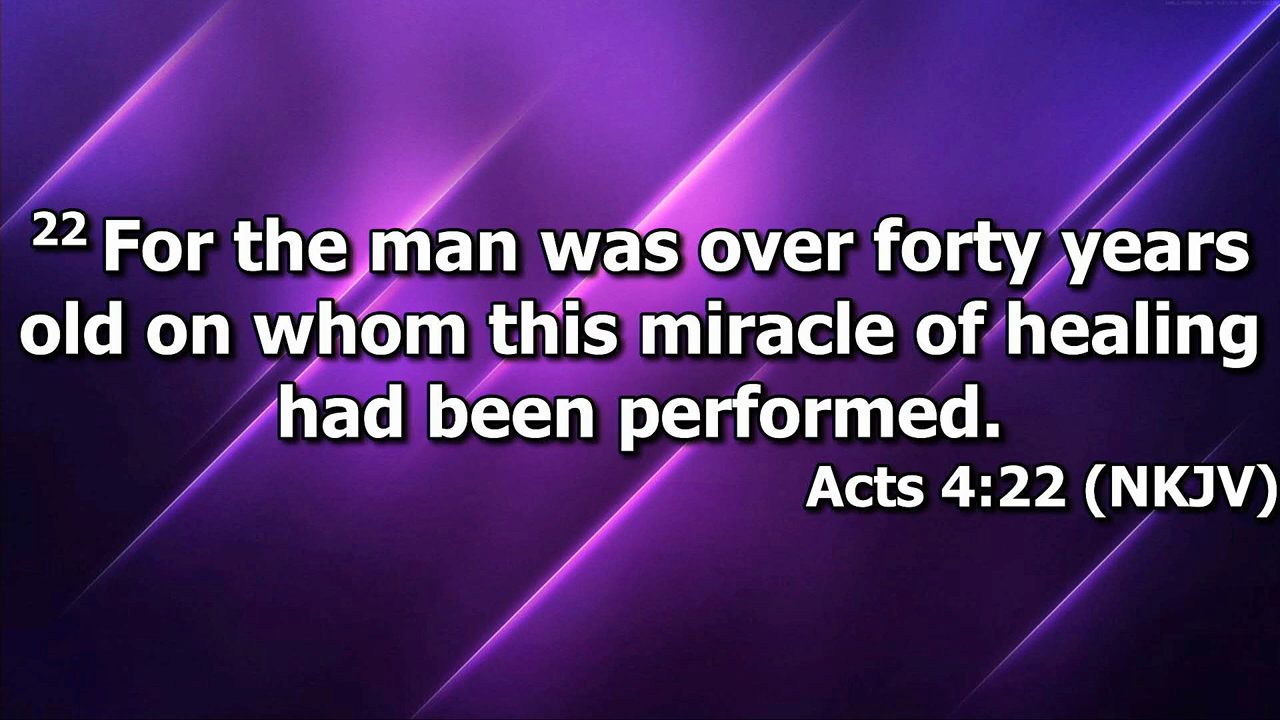 22 For the man was over forty years
old on whom this miracle of healing
had been performed.
Acts 4:22 (NKJV)